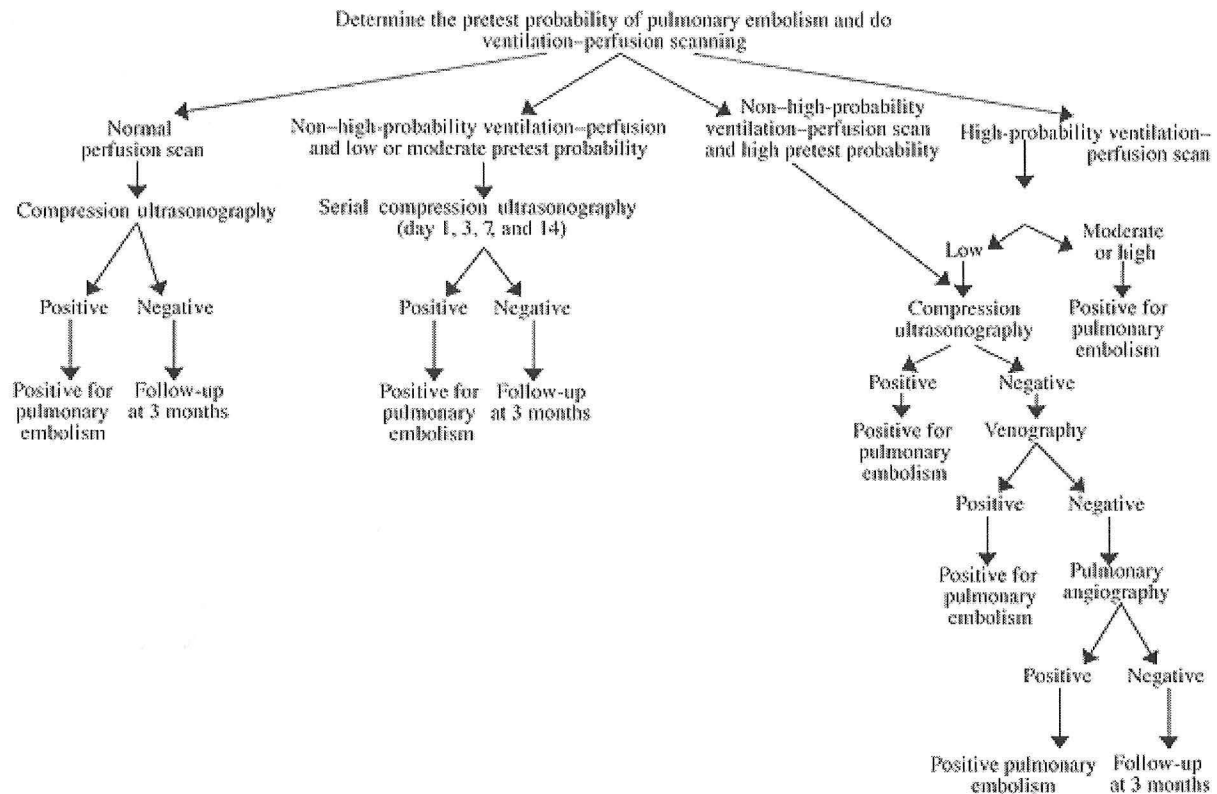 Determine the pretest probability of pulmonary embolism and do
ventilation–perfusion scanning
Normal
perfusion scan
Non–high-probability ventilation–perfusion
and low or moderate pretest probability
Non–high-probability
ventilation–perfusion scan
and high pretest probability
High-probability ventilation–
perfusion scan
Compression ultrasonography
Serial compression ultrasonography
(day 1, 3, 7, and 14)
Low
Moderate
or high
Positive
Negative
Positive
Negative
Compression
ultrasonography
Positive for
pulmonary
embolism
Positive for
pulmonary
embolism
Follow-up
at 3 months
Positive for
pulmonary
embolism
Follow-up
at 3 months
Positive
Negative
Positive for
pulmonary
embolism
Venography
Positive
Negative
Positive for
pulmonary
embolism
Pulmonary
angiography
Positive
Negative
Positive pulmonary
embolism
Follow-up
at 3 months